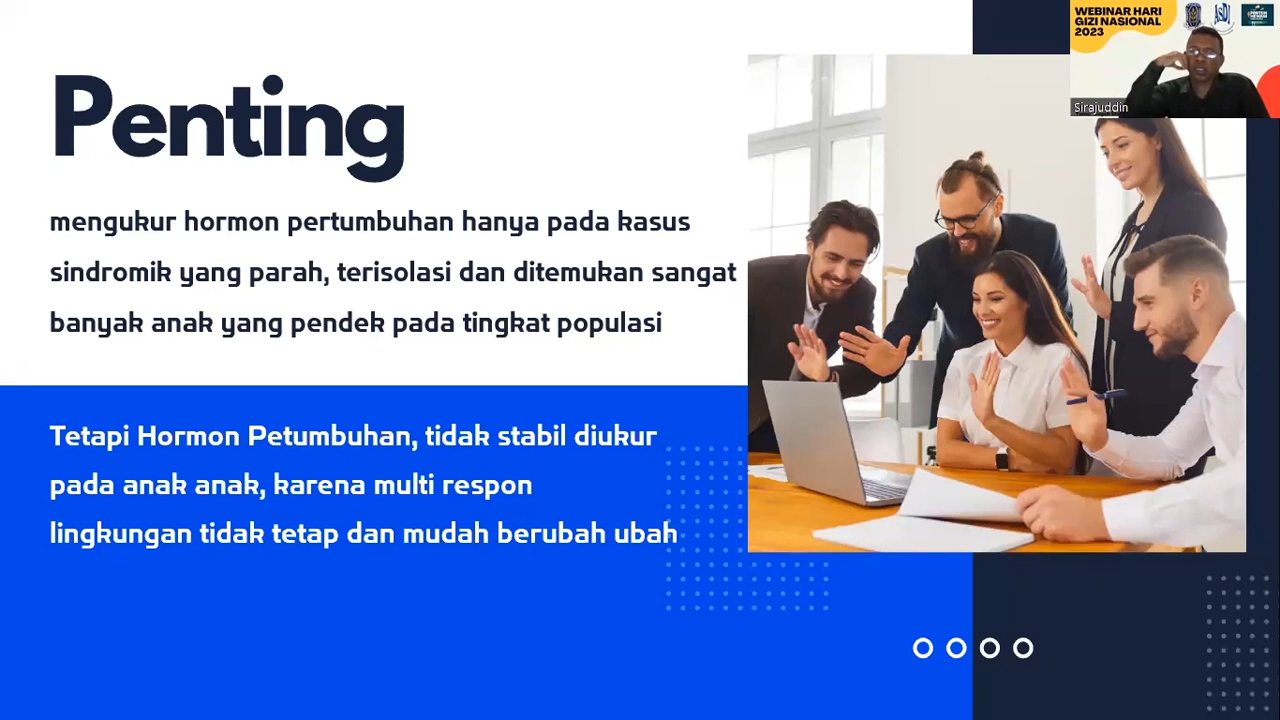 Penting
mengukur hormon pertumbuhan hanya pada kasus
sindromik yang parah, terisolasi dan ditemukan sangat
banyak anak yang pendek pada tingkat populasi
Tetapi Hormon Petumbuhan, tidak stabil diukur
pada anak anak, karena multi respon
lingkungan tidak tetap dan mudah berubah ubah
WEBINAR HARI
GIZI NASIONAL
2023
AsDI
Sirajuddin